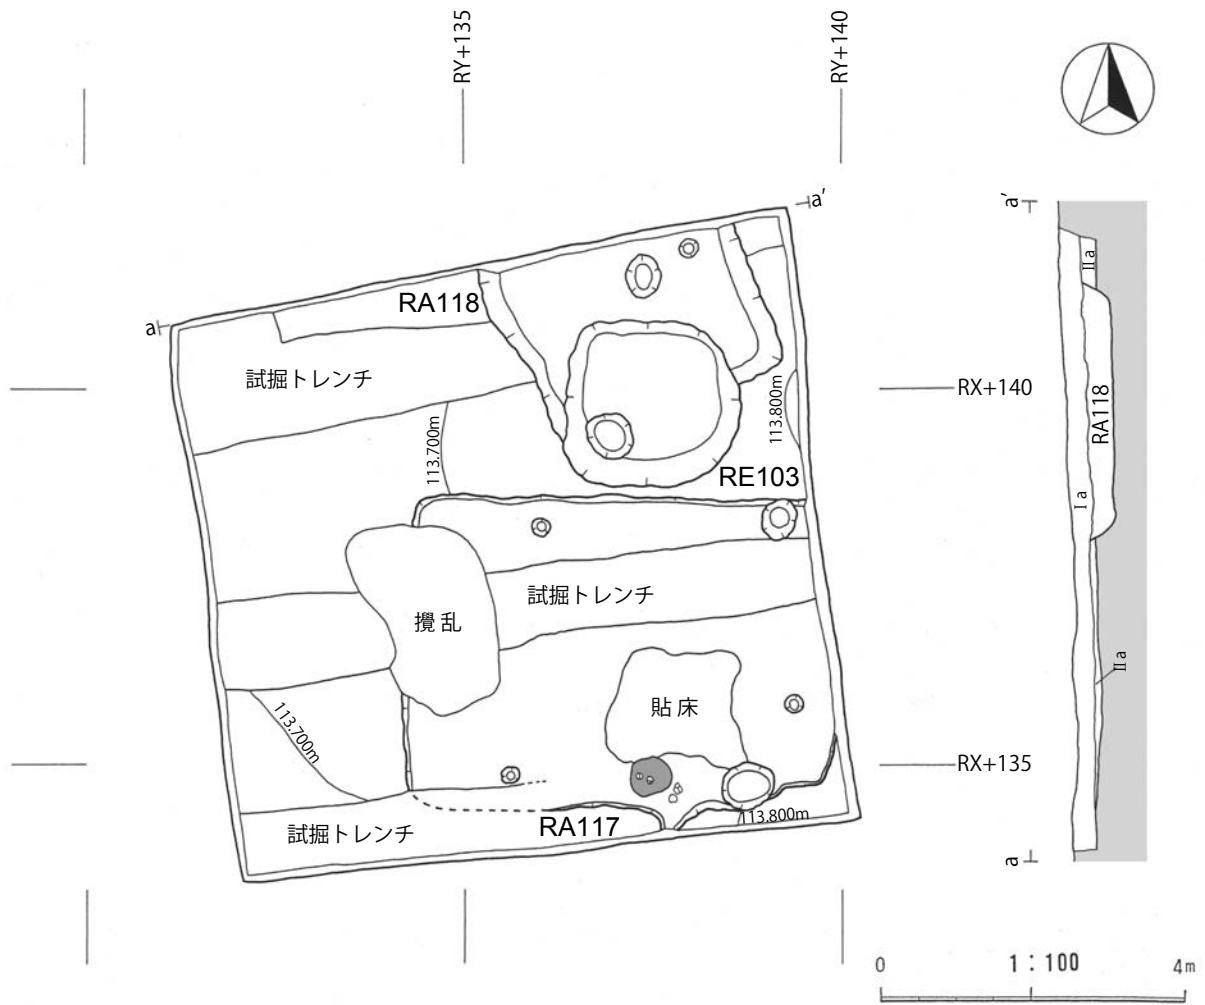 RY+135
RY+140
a
a'
a'
RA118
試掘トレンチ
RX+140
113.700m
113.800m
RE103
Ⅱa
RA118
Ⅰa
試掘トレンチ
攪乱
Ⅱa
貼床
113.700m
RX+135
試掘トレンチ
RA117
113.800m
a
0
1:100
4m